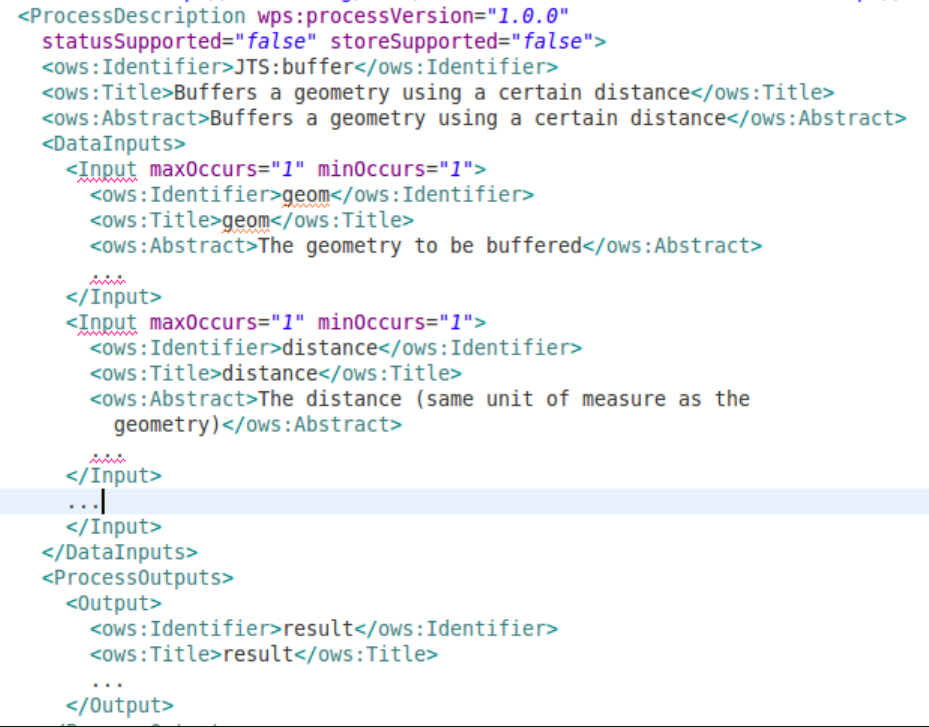 <ProcessDescription wps:processVersion="1.0.0"
statusSupported="false" storeSupported="false">
<ows:Identifier>JTS:buffer</ows:Identifier>
<ows:Title>Buffers a geometry using a certain distance</ows:Title>
<ows:Abstract>Buffers a geometry using a certain distance</ows:Abstract>
<DataInputs>
<Input maxOccurs="1" minOccurs="1">
<ows:Identifier>geom</ows:Identifier>
<ows:Title>geom</ows:Title>
<ows:Abstract>The geometry to be buffered</ows:Abstract>
...
</Input>
<Input maxOccurs="1" minOccurs="1">
<ows:Identifier>distance</ows:Identifier>
<ows:Title>distance</ows:Title>
<ows:Abstract>The distance (same unit of measure as the
geometry)</ows:Abstract>
...
</Input>
...
</Input>
</DataInputs>
<ProcessOutputs>
<Output>
<ows:Identifier>result</ows:Identifier>
<ows:Title>result</ows:Title>
...
</Output>